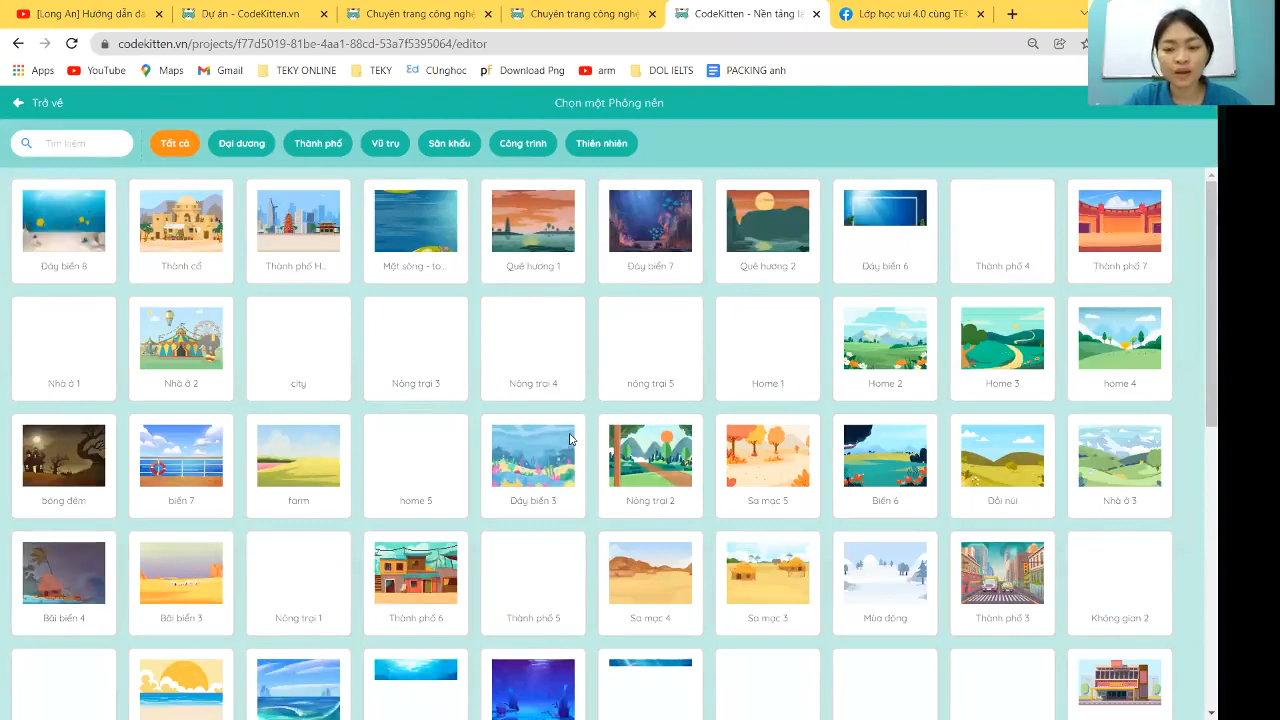 [Long An] Hướng dẫn đă
Dự án - CodeKitten
Chuyên trang công nghệ
Chuyên trang công nghệ
CodeKitten - Nền tảng lậ
Lớp học vui 4.0 cùng TEK
codekitten.vn/projects/f77d5019-81be-4aa1-88cd-53a7f5395064/editor
Apps YouTube Maps Gmail TEKY ONLINE TEKY CUnghoc Download Png arm DOL IELTS PACKING anh
Trở về
Chọn một Phông nền
Tìm kiếm
Tất cả Đại dương Thành phố Vũ trụ Sân khấu Công trình Thiên nhiên
Đáy biển 8 Thành cổ Thành phố H... Mặt sông - to... Quê hương 1 Đáy biển 7 Quê hương 2 Đáy biển 6 Thành phố 4 Thành phố 7
Nhà ở 1 Nhà ở 2 city Nông trại 3 Nông trại 4 nông trại 5 Home 1 Home 2 Home 3 home 4
bóng đêm biển 7 farm home 5 Đáy biển 3 Nông trại 2 Sa mạc 5 Biển 6 Đồi núi Nhà ở 3
Bãi biển 4 Bãi biển 3 Nông trại 1 Thành phố 6 Thành phố 5 Sa mạc 4 Sa mạc 3 Mùa đông Thành phố 3 Không gian 2